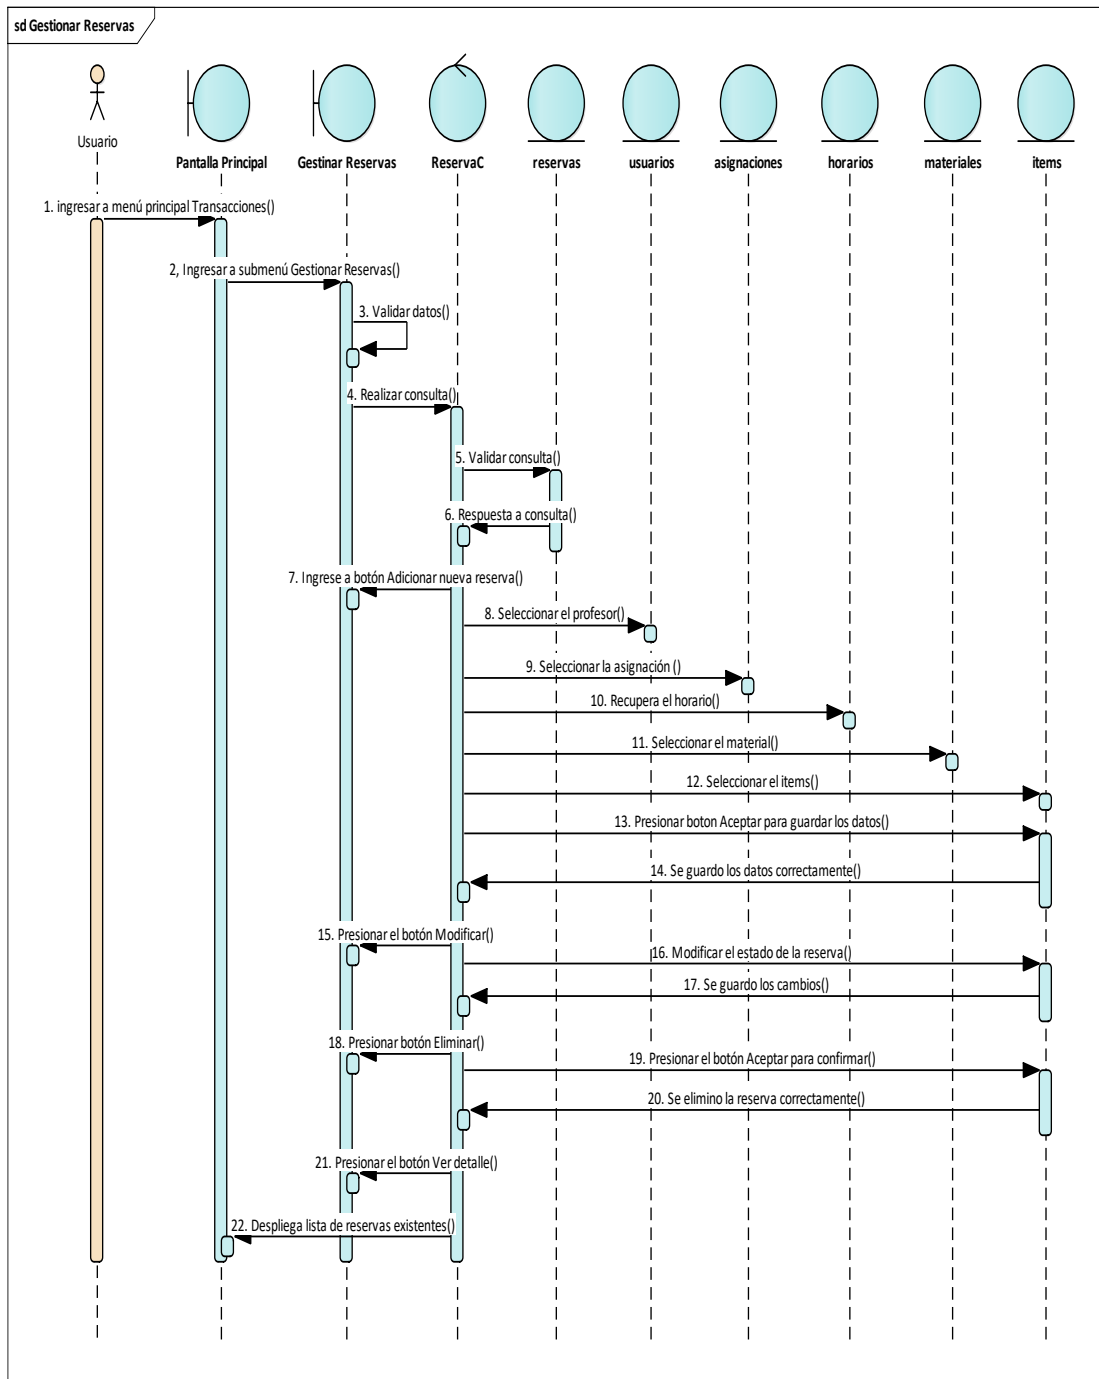 sd Gestionar Reservas
Usuario
Pantalla Principal
Gestinar Reservas
ReservaC
reservas
usuarios
asignaciones
horarios
materiales
items
1. ingresar a menú principal Transacciones()
2, Ingresar a submenú Gestionar Reservas()
3. Validar datos()
4. Realizar consulta()
5. Validar consulta()
6. Respuesta a consulta()
7. Ingrese a botón Adicionar nueva reserva()
8. Seleccionar el profesor()
9. Seleccionar la asignación ()
10. Recupera el horario()
11. Seleccionar el material()
12. Seleccionar el items()
13. Presionar boton Aceptar para guardar los datos()
14. Se guardo los datos correctamente()
15. Presionar el botón Modificar()
16. Modificar el estado de la reserva()
17. Se guardo los cambios()
18. Presionar botón Eliminar()
19. Presionar el botón Aceptar para confirmar()
20. Se elimino la reserva correctamente()
21. Presionar el botón Ver detalle()
22. Despliega lista de reservas existentes()